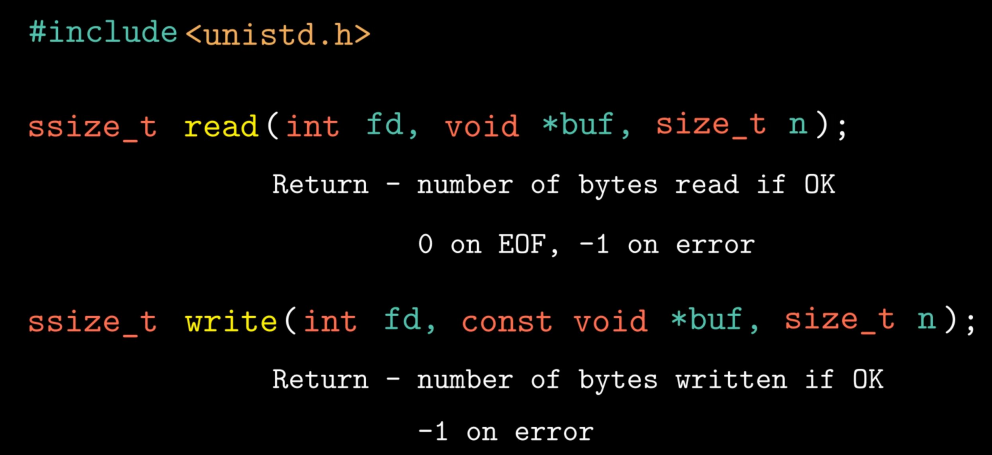 #include <unistd.h>
ssize_t read(int fd, void *buf, size_t n);
Return - number of bytes read if OK
0 on EOF, -1 on error
ssize_t write(int fd, const void *buf, size_t n);
Return - number of bytes written if OK
-1 on error